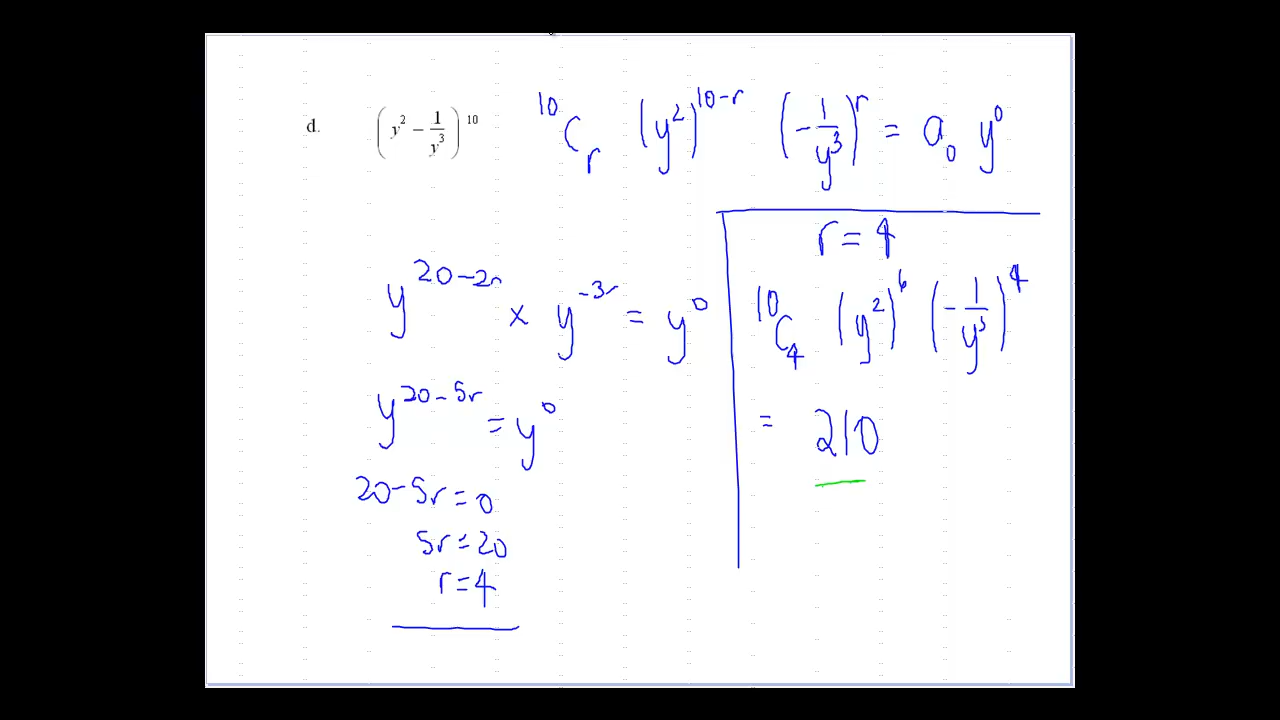 d. (y² − 1/y³)¹⁰
¹⁰Cᵣ (y²)¹⁰⁻ʳ (−1/y³)ʳ = a₀ y⁰
y²⁰⁻²ʳ × y⁻³ʳ = y⁰
y²⁰⁻⁵ʳ = y⁰
20-5r=0
5r=20
r=4
r=4
¹⁰C₄ (y²)⁶ (−1/y³)⁴
= 210